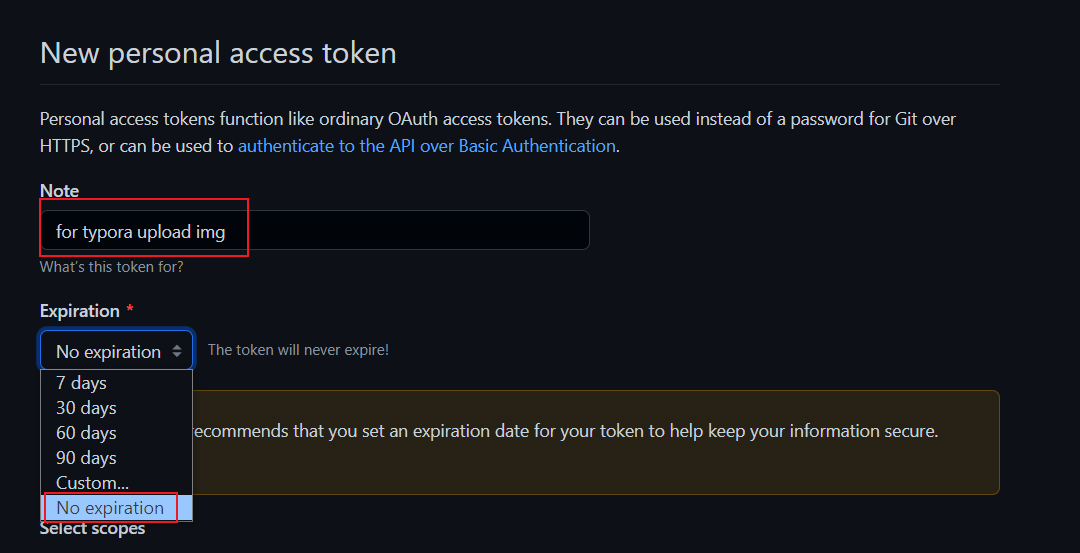 New personal access token
Personal access tokens function like ordinary OAuth access tokens. They can be used instead of a password for Git over
HTTPS, or can be used to authenticate to the API over Basic Authentication.
Note
for typora upload img
What's this token for?
Expiration *
No expiration
The token will never expire!
7 days
30 days
recommends that you set an expiration date for your token to help keep your information secure.
60 days
90 days
Custom...
No expiration
Select scopes